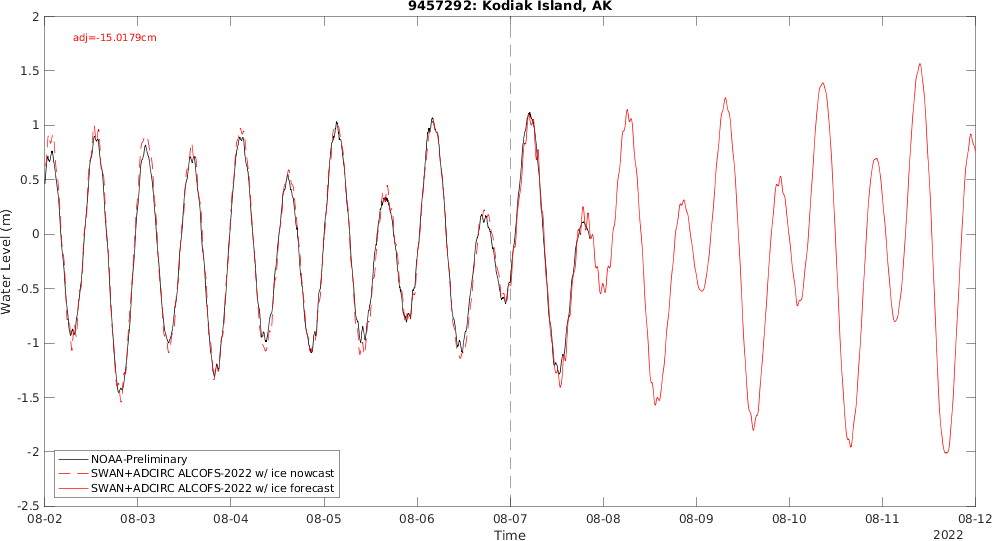 9457292: Kodiak Island, AK
adj=-15.0179cm
Water Level (m)
2
1.5
1
0.5
0
-0.5
-1
-1.5
-2
-2.5
NOAA-Preliminary
SWAN+ADCIRC ALCOFS-2022 w/ ice nowcast
SWAN+ADCIRC ALCOFS-2022 w/ ice forecast
08-02 08-03 08-04 08-05 08-06 08-07 08-08 08-09 08-10 08-11 08-12
Time
2022